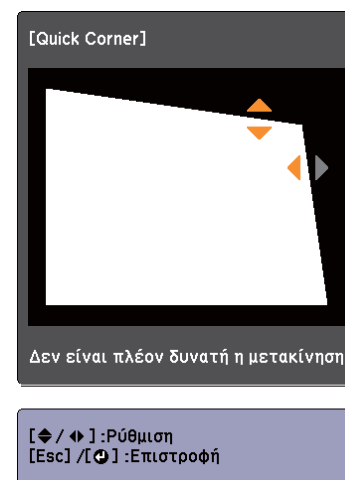 [Quick Corner]
Δεν είναι πλέον δυνατή η μετακίνηση
[ / ] :Ρύθμιση
[Esc] /[ ] :Επιστροφή